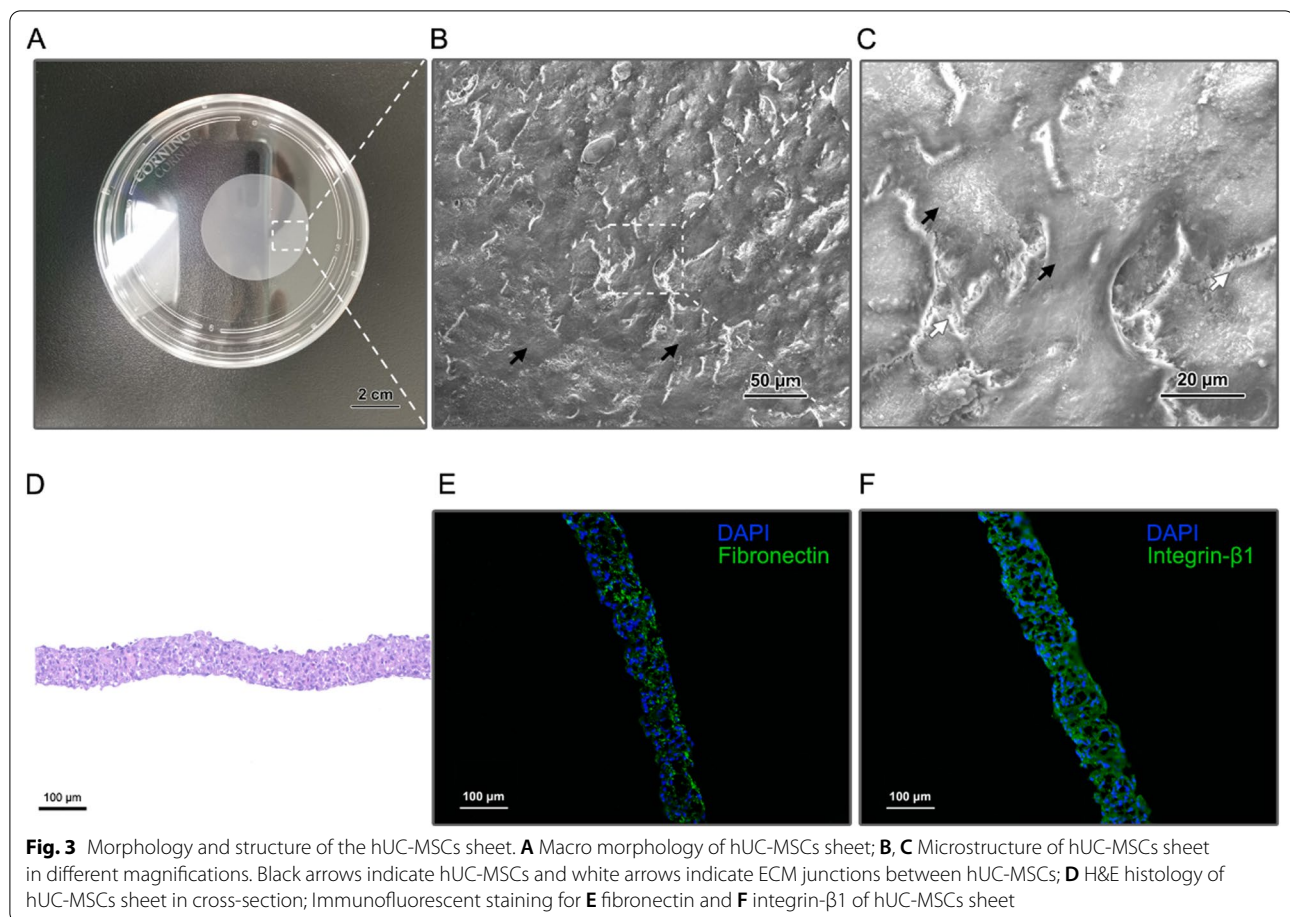 A
B
C
CORNING
2 cm
50 µm
20 µm
D
E
F
DAPI
Fibronectin
DAPI
Integrin-β1
100 µm
100 µm
100 µm
Fig. 3 Morphology and structure of the hUC-MSCs sheet. A Macro morphology of hUC-MSCs sheet; B, C Microstructure of hUC-MSCs sheet
in different magnifications. Black arrows indicate hUC-MSCs and white arrows indicate ECM junctions between hUC-MSCs; D H&E histology of
hUC-MSCs sheet in cross-section; Immunofluorescent staining for E fibronectin and F integrin-β1 of hUC-MSCs sheet